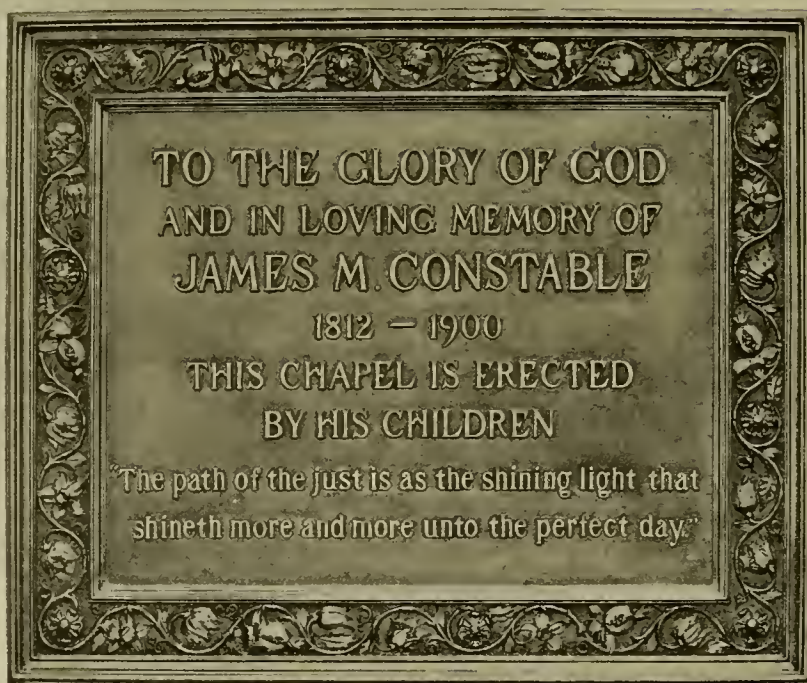 TO THE GLORY OF GOD
AND IN LOVING MEMORY OF
JAMES M. CONSTABLE
1812 — 1900
THIS CHAPEL IS ERECTED
BY HIS CHILDREN
"The path of the just is as the shining light that
shineth more and more unto the perfect day."